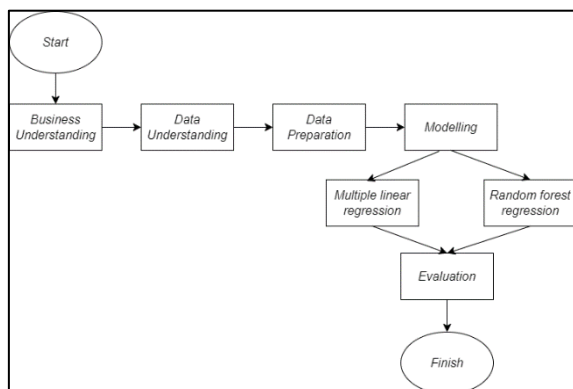 Start
Business
Understanding
Data
Understanding
Data
Preparation
Modelling
Multiple linear
regression
Random forest
regression
Evaluation
Finish